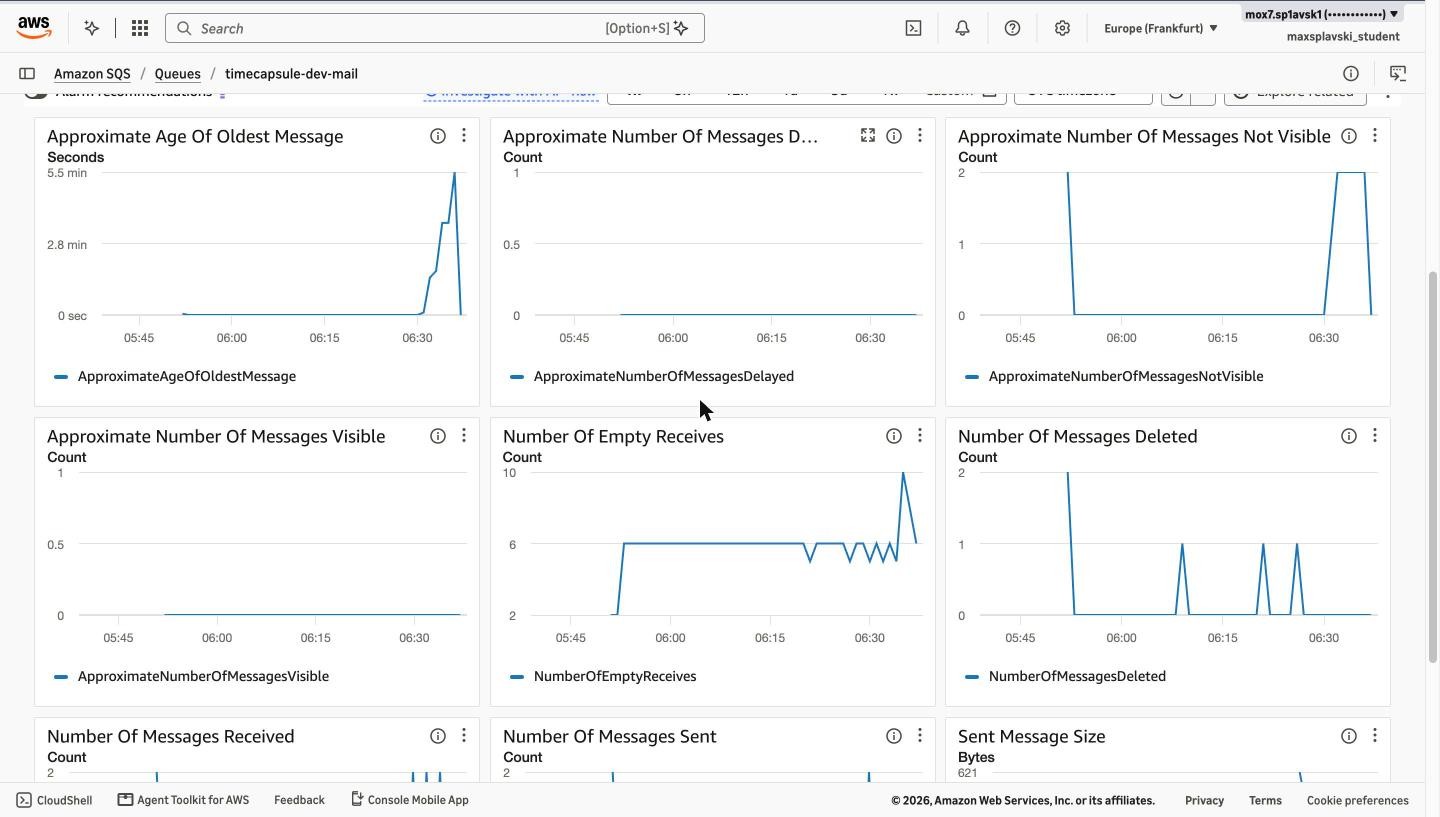 aws
Search
[Option+S]
Europe (Frankfurt)
mox7.sp1avsk1 (••••••••••••)
maxsplavski_student
Amazon SQS / Queues / timecapsule-dev-mail
Alarm recommendations
Explore related
Approximate Age Of Oldest Message
Seconds
5.5 min
2.8 min
0 sec
05:45
06:00
06:15
06:30
ApproximateAgeOfOldestMessage
Approximate Number Of Messages D…
Count
1
0.5
0
05:45
06:00
06:15
06:30
ApproximateNumberOfMessagesDelayed
Approximate Number Of Messages Not Visible
Count
2
1
0
05:45
06:00
06:15
06:30
ApproximateNumberOfMessagesNotVisible
Approximate Number Of Messages Visible
Count
1
0.5
0
05:45
06:00
06:15
06:30
ApproximateNumberOfMessagesVisible
Number Of Empty Receives
Count
10
6
2
05:45
06:00
06:15
06:30
NumberOfEmptyReceives
Number Of Messages Deleted
Count
2
1
0
05:45
06:00
06:15
06:30
NumberOfMessagesDeleted
Number Of Messages Received
Count
2
Number Of Messages Sent
Count
2
Sent Message Size
Bytes
621
CloudShell
Agent Toolkit for AWS
Feedback
Console Mobile App
© 2026, Amazon Web Services, Inc. or its affiliates.
Privacy
Terms
Cookie preferences